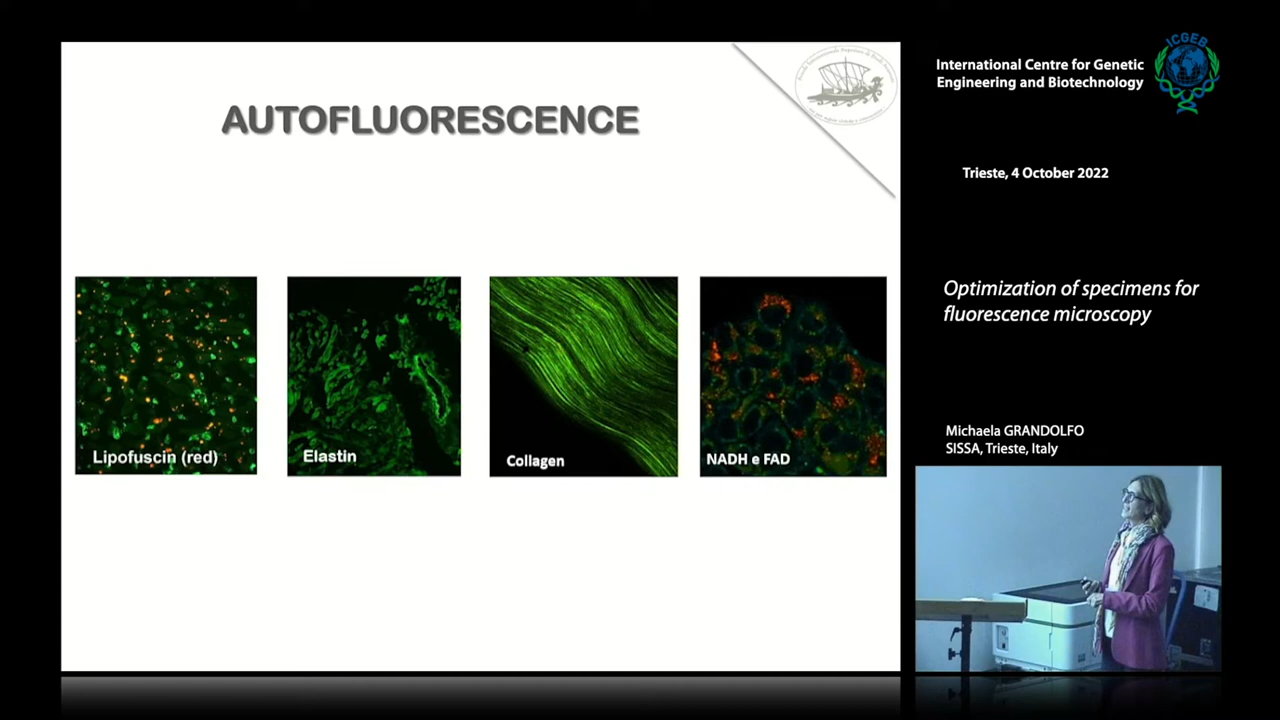 AUTOFLUORESCENCE
Lipofuscin (red)
Elastin
Collagen
NADH e FAD
ICGEB
International Centre for Genetic
Engineering and Biotechnology
Trieste, 4 October 2022
Optimization of specimens for
fluorescence microscopy
Michaela GRANDOLFO
SISSA, Trieste, Italy